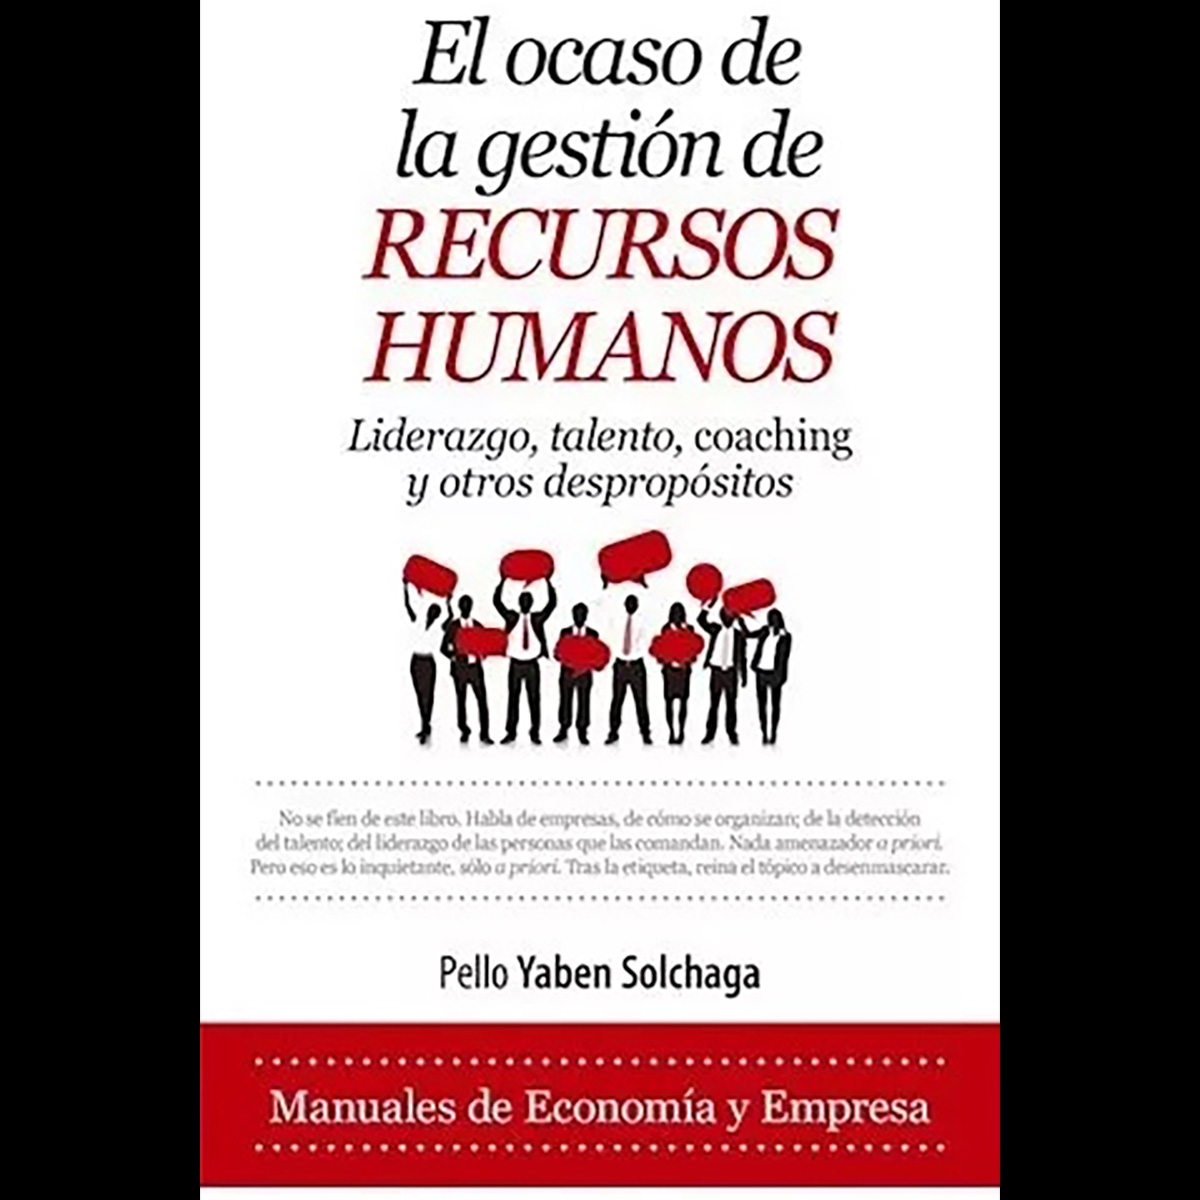 El ocaso de
la gestión de
RECURSOS
HUMANOS
Liderazgo, talento, coaching
y otros despropósitos
No se fíen de este libro. Habla de empresas, de cómo se organizan; de la detección
del talento; del liderazgo de las personas que las comandan. Nada amenazador a priori.
Pero eso es lo inquietante, sólo a priori. Tras la etiqueta, reina el tópico a desenmascarar.
Pello Yaben Solchaga
Manuales de Economía y Empresa